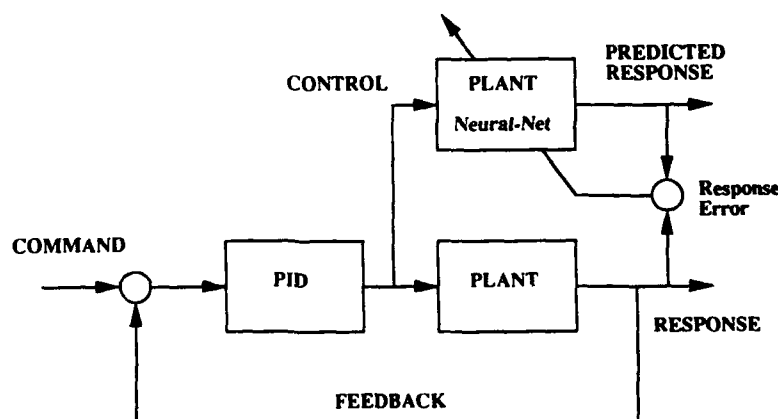 PREDICTED
RESPONSE
CONTROL
PLANT
Neural-Net
Response
Error
COMMAND
PID
PLANT
RESPONSE
FEEDBACK